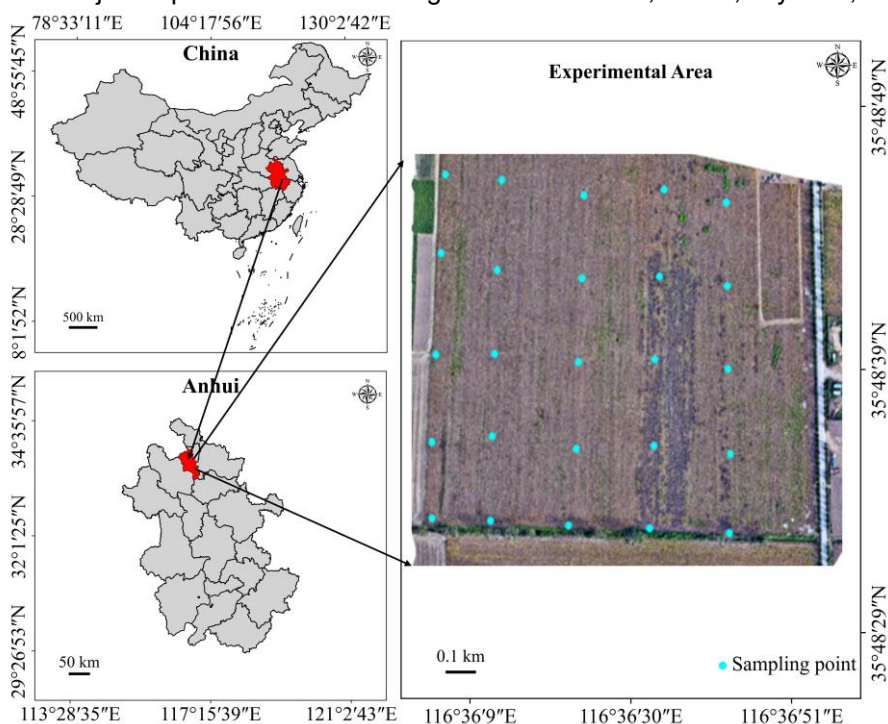 78°33′11″E 104°17′56″E 130°2′42″E
China
N
W E
S
48°55′45″N
28°28′49″N
8°1′52″N
500 km
Anhui
N
W E
S
34°35′57″N
32°1′25″N
29°26′53″N
50 km
113°28′35″E 117°15′39″E 121°2′43″E
Experimental Area
N
W E
S
35°48′49″N
35°48′39″N
35°48′29″N
0.1 km
Sampling point
116°36′9″E 116°36′30″E 116°36′51″E